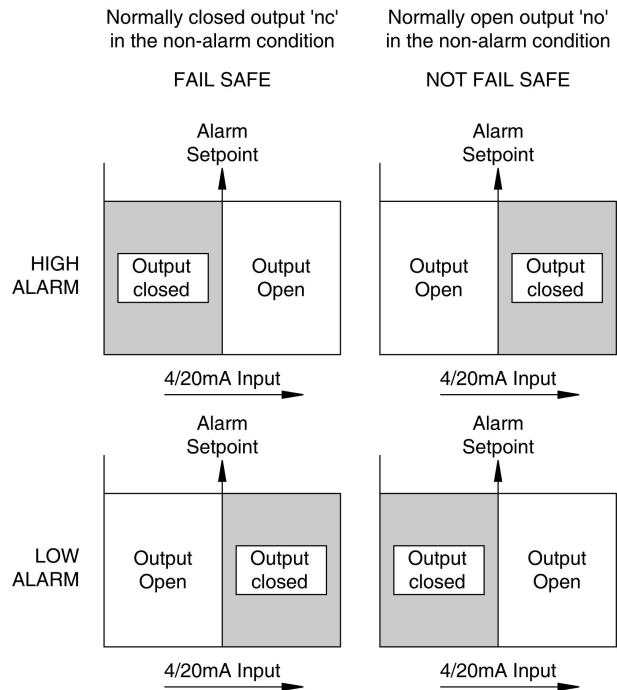 Normally closed output 'nc'
in the non-alarm condition
FAIL SAFE
Normally open output 'no'
in the non-alarm condition
NOT FAIL SAFE
HIGH
ALARM
Alarm
Setpoint
Output
closed
Output
Open
4/20mA Input
Alarm
Setpoint
Output
Open
Output
closed
4/20mA Input
LOW
ALARM
Alarm
Setpoint
Output
Open
Output
closed
4/20mA Input
Alarm
Setpoint
Output
closed
Output
Open
4/20mA Input